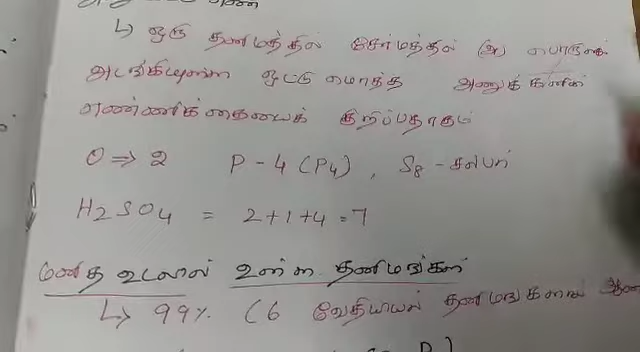 ↳ ஒரு தனிமத்தில் சேர்மத்தில் (அ) பொருளில்
அடங்கியுள்ள ஒட்டு மொத்த அணுக்களின்
எண்ணிக்கையைக் குறிப்பதாகும்
O ⇒ 2 P - 4 (P4) , S8 - சல்பர்
H2SO4 = 2+1+4=7
மனித உடலில் உள்ள தனிமங்கள்
↳ 99% (6 வேதியியல் தனிமங்களால் ஆன